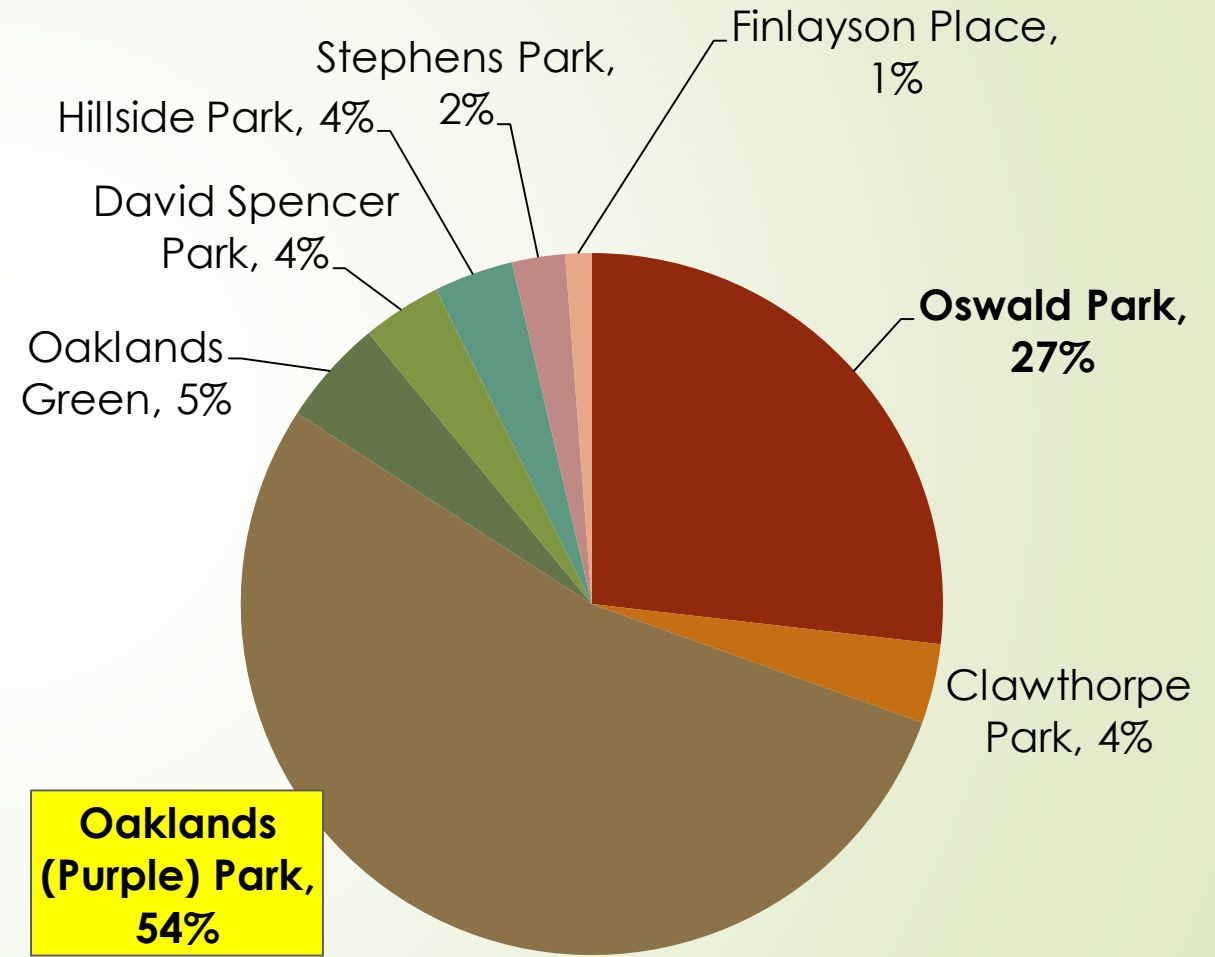 Finlayson Place,
1%
Stephens Park,
2%
Hillside Park, 4%
David Spencer
Park, 4%
Oaklands
Green, 5%
Oswald Park,
27%
Clawthorpe
Park, 4%
Oaklands
(Purple) Park,
54%